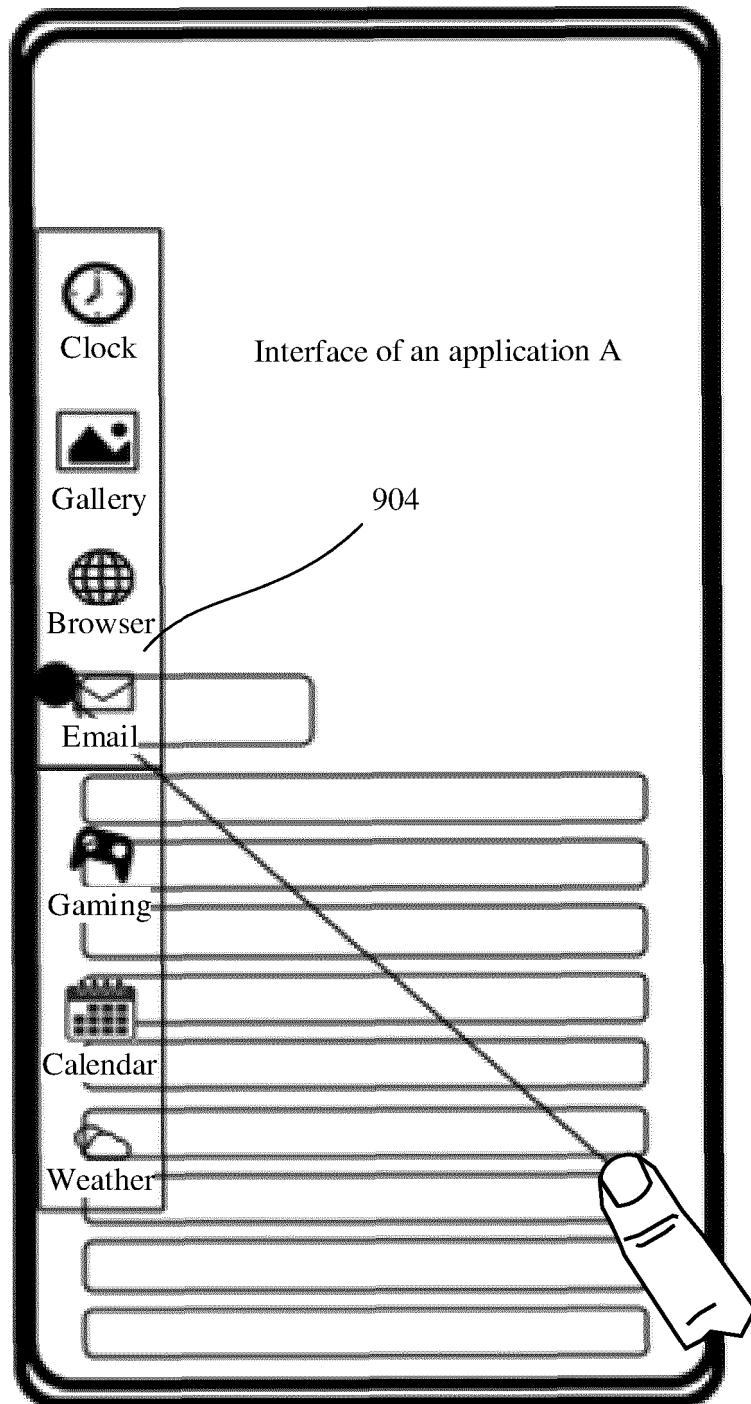 Clock
Interface of an application A
Gallery
904
Browser
Email
Gaming
Calendar
Weather